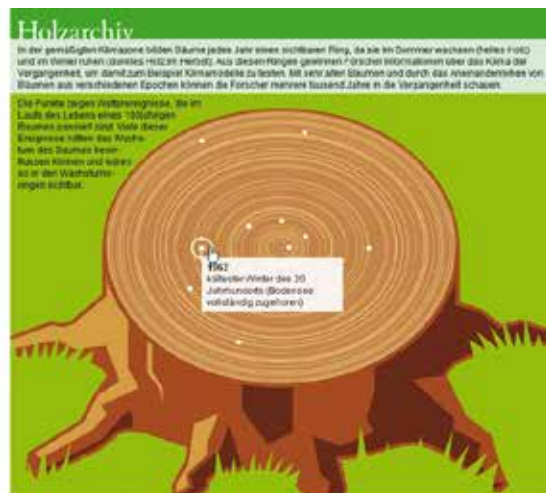 Holzarchiv
In der gemäßigten Klimazone bilden Bäume jedes Jahr einen sichtbaren Ring, da sie im Sommer wachsen (helles Holz)
und im Winter ruhen (dunkles Holz im Herbst). Aus diesen Ringen gewinnen Forscher Informationen über das Klima der
Vergangenheit, um damit zum Beispiel Klimamodelle zu testen. Mit sehr alten Bäumen und durch das Aneinanderreihen von
Bäumen aus verschiedenen Epochen können die Forscher mehrere tausend Jahre in die Vergangenheit schauen.
Die Punkte zeigen Weltereignisse, die im
Laufe des Lebens eines 100jährigen
Baumes passiert sind. Viele dieser
Ereignisse hätten das Wachs-
tum des Baumes beein-
flussen können und wären
so in den Wachstums-
ringen sichtbar.
kältester Winter des 20.
Jahrhunderts (Bodensee
vollständig zugefroren)